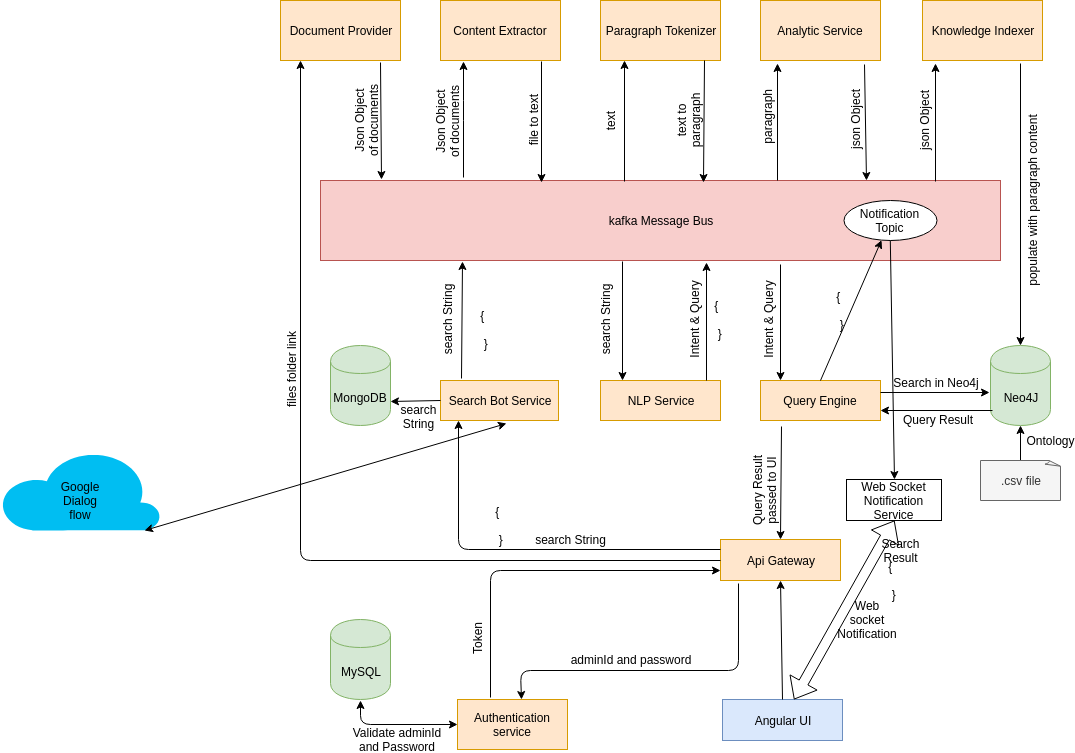 Document Provider
Content Extractor
Paragraph Tokenizer
Analytic Service
Knowledge Indexer
Json Object
of documents
Json Object
of documents
file to text
text
text to
paragraph
paragraph
json Object
json Object
populate with paragraph content
kafka Message Bus
Notification
Topic
files folder link
search String
{
}
search String
Intent & Query
{
}
Intent & Query
{
}
MongoDB
search
String
Search Bot Service
NLP Service
Query Engine
Search in Neo4j
Query Result
Neo4J
Ontology
.csv file
Google
Dialog
flow
Query Result
passed to UI
Web Socket
Notification
Service
{
}
search String
Api Gateway
Search
Result
{
}
Web
socket
Notification
Token
adminId and password
MySQL
Validate adminId
and Password
Authentication
service
Angular UI